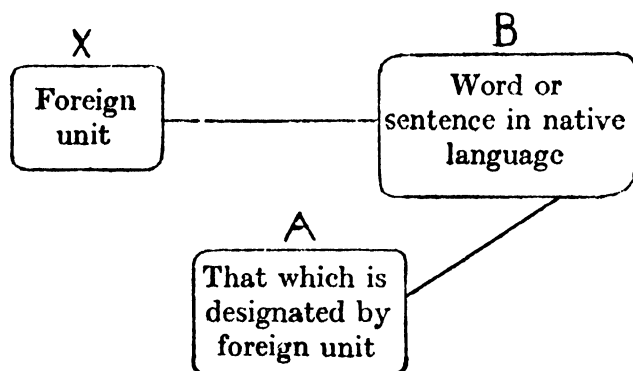 X
Foreign
unit
B
Word or
sentence in native
language
A
That which is
designated by
foreign unit